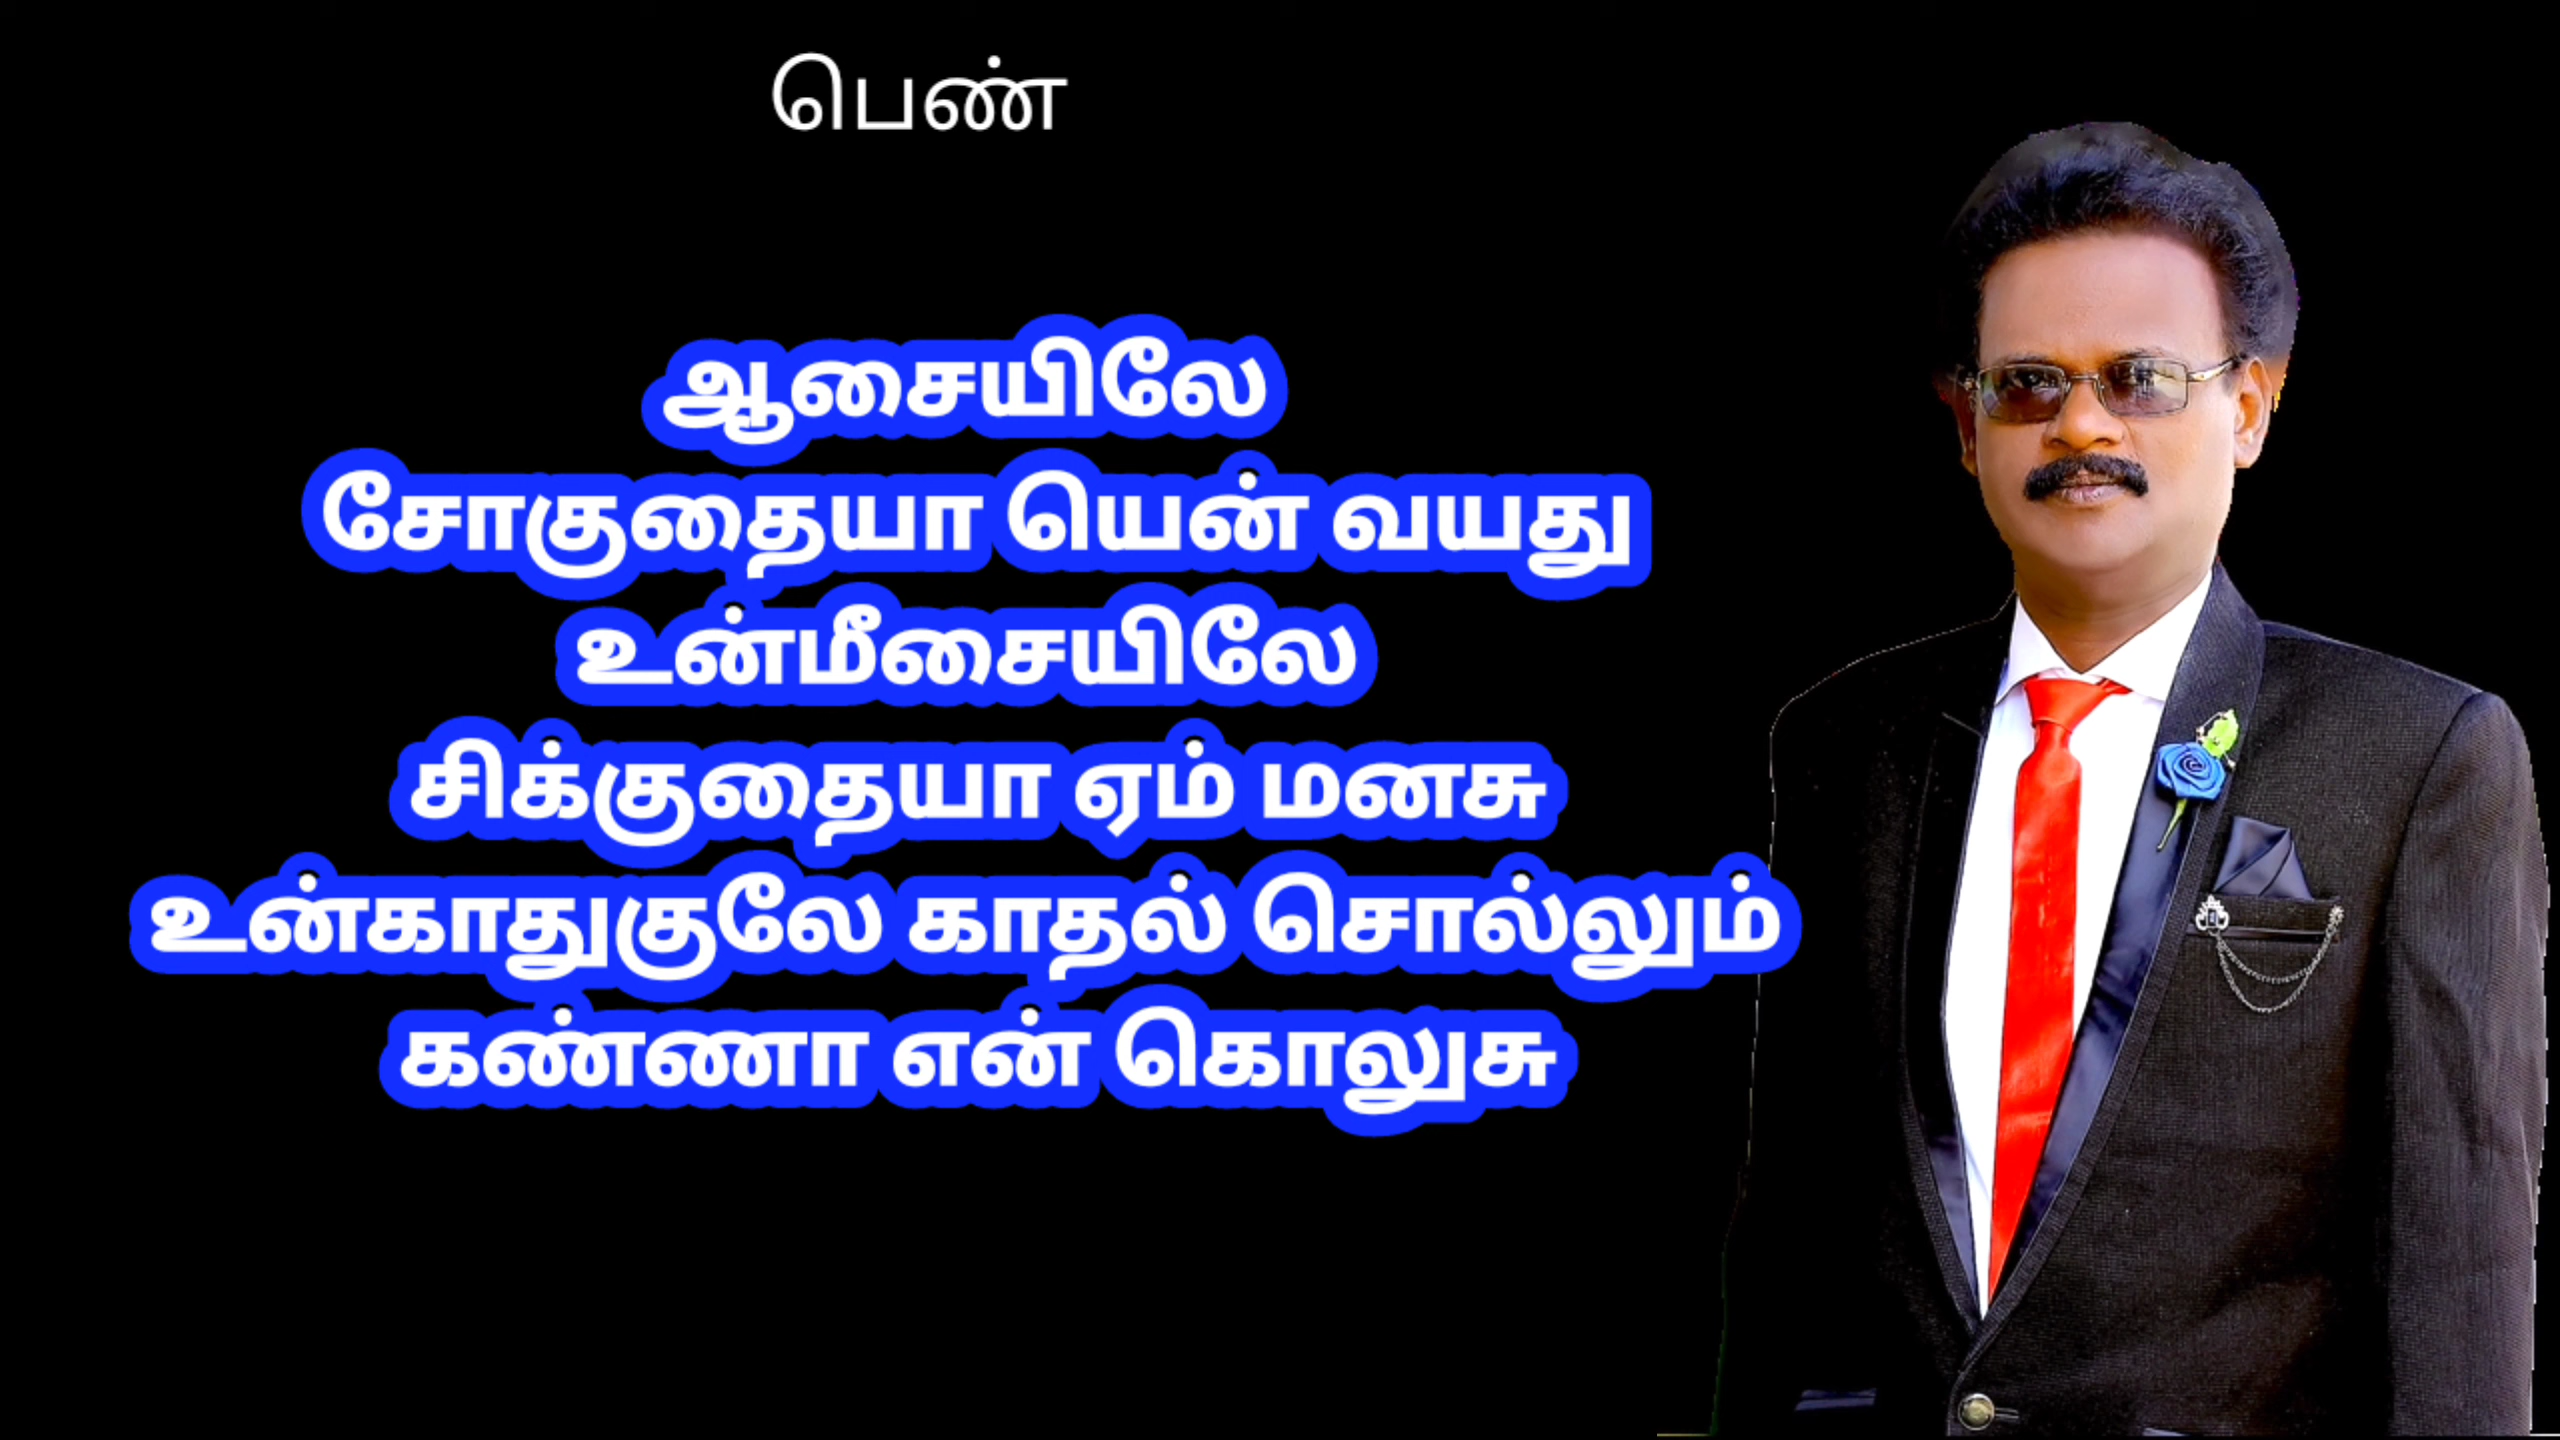 பெண்
ஆசையிலே
சோகுதையா யென் வயது
உன்மீசையிலே
சிக்குதையா ஏம் மனசு
உன்காதுகுலே காதல் சொல்லும்
கண்ணா என் கொலுசு